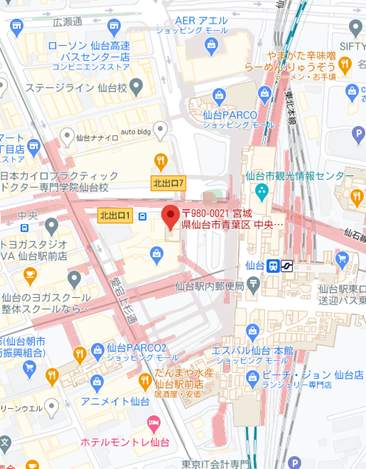 広瀬通
AER アエル
ショッピング モール
ローソン 仙台高速
バスセンター店
コンビニエンスストア
SIFTY
やまがた辛味噌
らーめん りょうぞう
ラーメン・お手頃
ステージライン 仙台校
東北本線
仙台PARCO
ショッピング モール
仙台ナナイロ
auto bldg
マート
丁目店
ンスストア
日本カイロプラクティック
ドクター専門学院仙台校
北出口7
仙台市観光情報センター
中央
北出口1
〒980-0021 宮城
県仙台市青葉区 中央…
仙石線
トヨガスタジオ
VA 仙台駅前店
仙台
仙台駅東口
送迎バス乗
仙台駅内郵便局
愛宕上杉通
仙台のヨガスクール
整体スクールなら…
市(仙台朝市
街振興組合)
仙台PARCO2
ショッピング モール
エスパル仙台 本館
ショッピング モール
だんまや水産
仙台駅前店
居酒屋・安価
ピーチ・ジョン 仙台店
ランジェリー専門店
アニメイト仙台
リーンウエル
ホテルモントレ仙台
東京IT会計専門